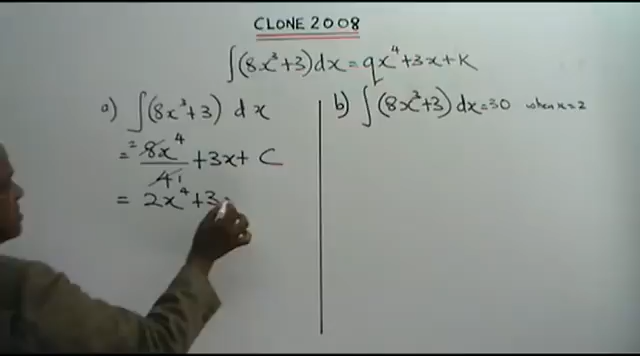 CLONE 2008
∫(8x³+3)dx = qx⁴+3x+K
a) ∫(8x³+3) dx
= ²8x⁴/4₁ +3x+ C
= 2x⁴+3
b) ∫(8x³+3) dx=30 when x=2